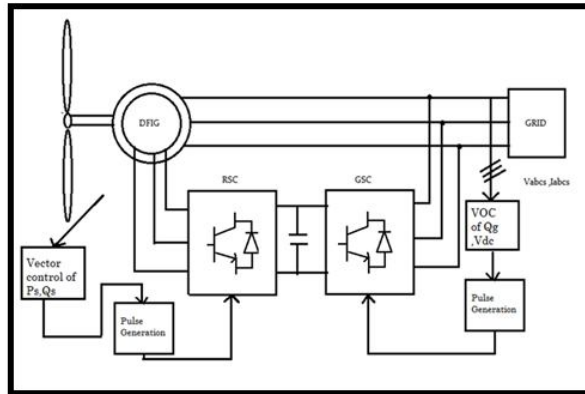 DFIG
GRID
RSC
GSC
Vabcs ,Iabcs
VOC
of Qg
,Vdc
Vector
control of
Ps,Qs
Pulse
Generation
Pulse
Generation